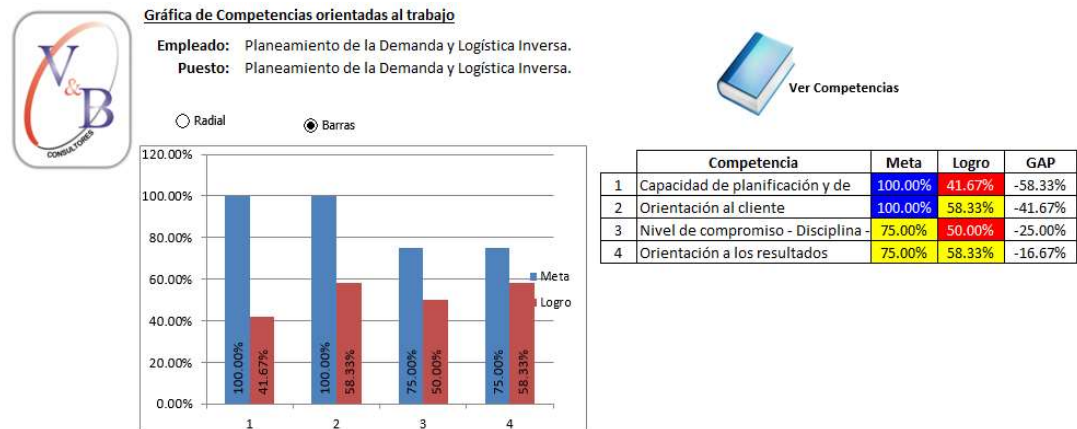 Gráfica de Competencias orientadas al trabajo
Empleado: Planeamiento de la Demanda y Logística Inversa.
Puesto: Planeamiento de la Demanda y Logística Inversa.
V&B
CONSULTORES
Ver Competencias
Radial
Barras
120.00%
100.00%
80.00%
60.00%
40.00%
20.00%
0.00%
100.00%
41.67%
100.00%
58.33%
75.00%
50.00%
75.00%
58.33%
1 2 3 4
Meta
Logro
Competencia Meta Logro GAP
1 Capacidad de planificación y de 100.00% 41.67% -58.33%
2 Orientación al cliente 100.00% 58.33% -41.67%
3 Nivel de compromiso - Disciplina - 75.00% 50.00% -25.00%
4 Orientación a los resultados 75.00% 58.33% -16.67%